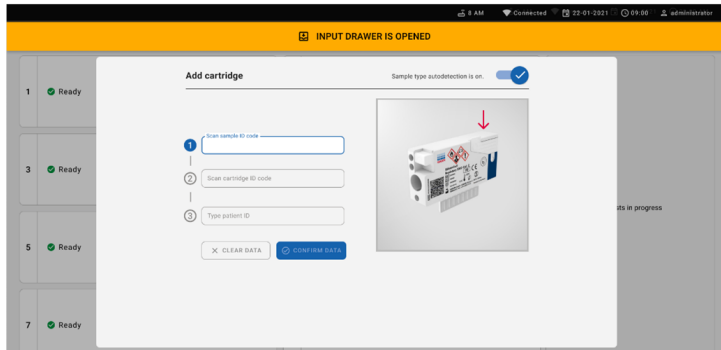 8 AM Connected 22-01-2021 09:00 administrator
INPUT DRAWER IS OPENED
Add cartridge
Sample type autodetection is on.
1 Ready
Scan sample ID code
1
2 Scan cartridge ID code
3 Ready
3 Type patient ID
sts in progress
5 Ready
CLEAR DATA
CONFIRM DATA
7 Ready